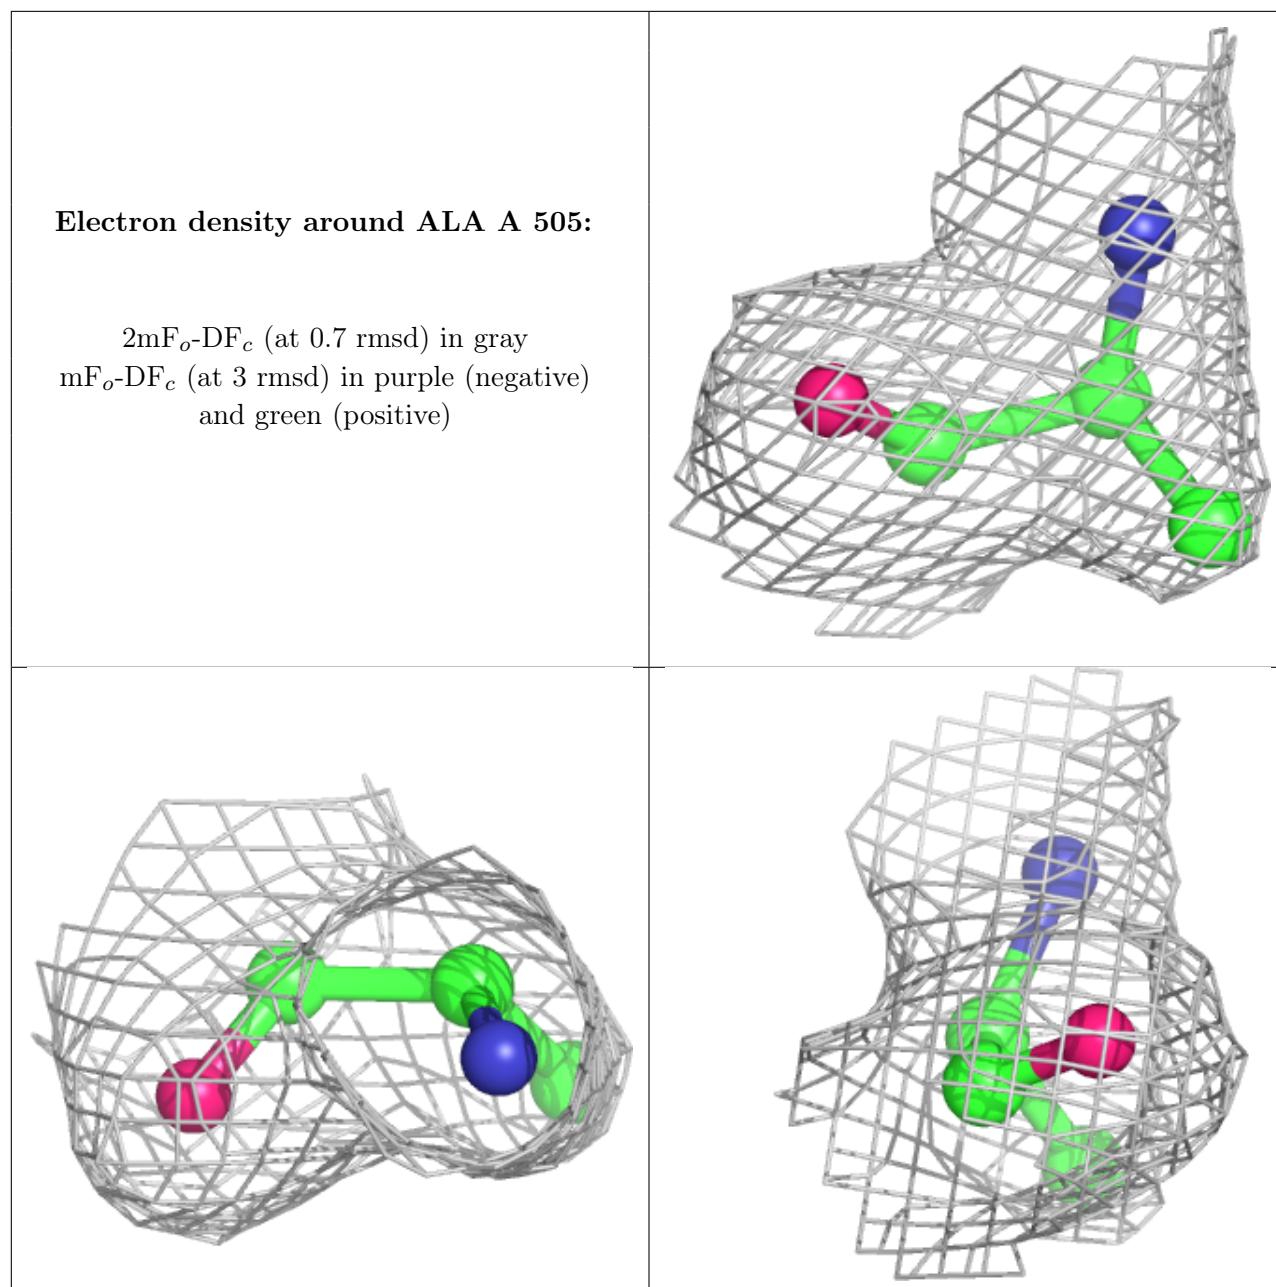 Electron density around ALA A 505:
2mFₒ-DF𝒸 (at 0.7 rmsd) in gray
mFₒ-DF𝒸 (at 3 rmsd) in purple (negative)
and green (positive)